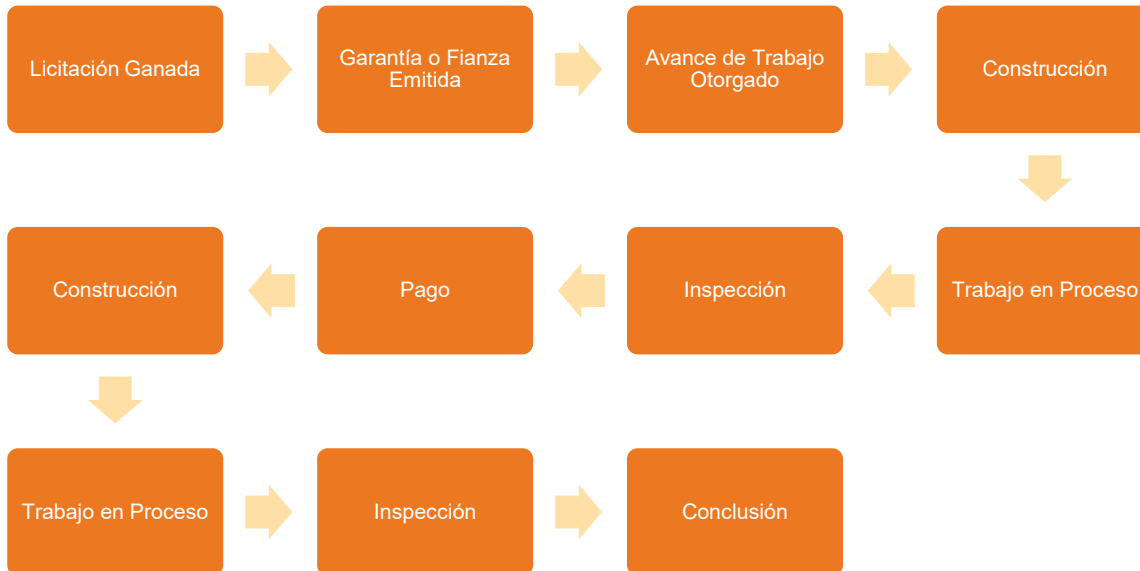 Licitación Ganada
Garantía o Fianza
Emitida
Avance de Trabajo
Otorgado
Construcción
Trabajo en Proceso
Inspección
Pago
Construcción
Trabajo en Proceso
Inspección
Conclusión